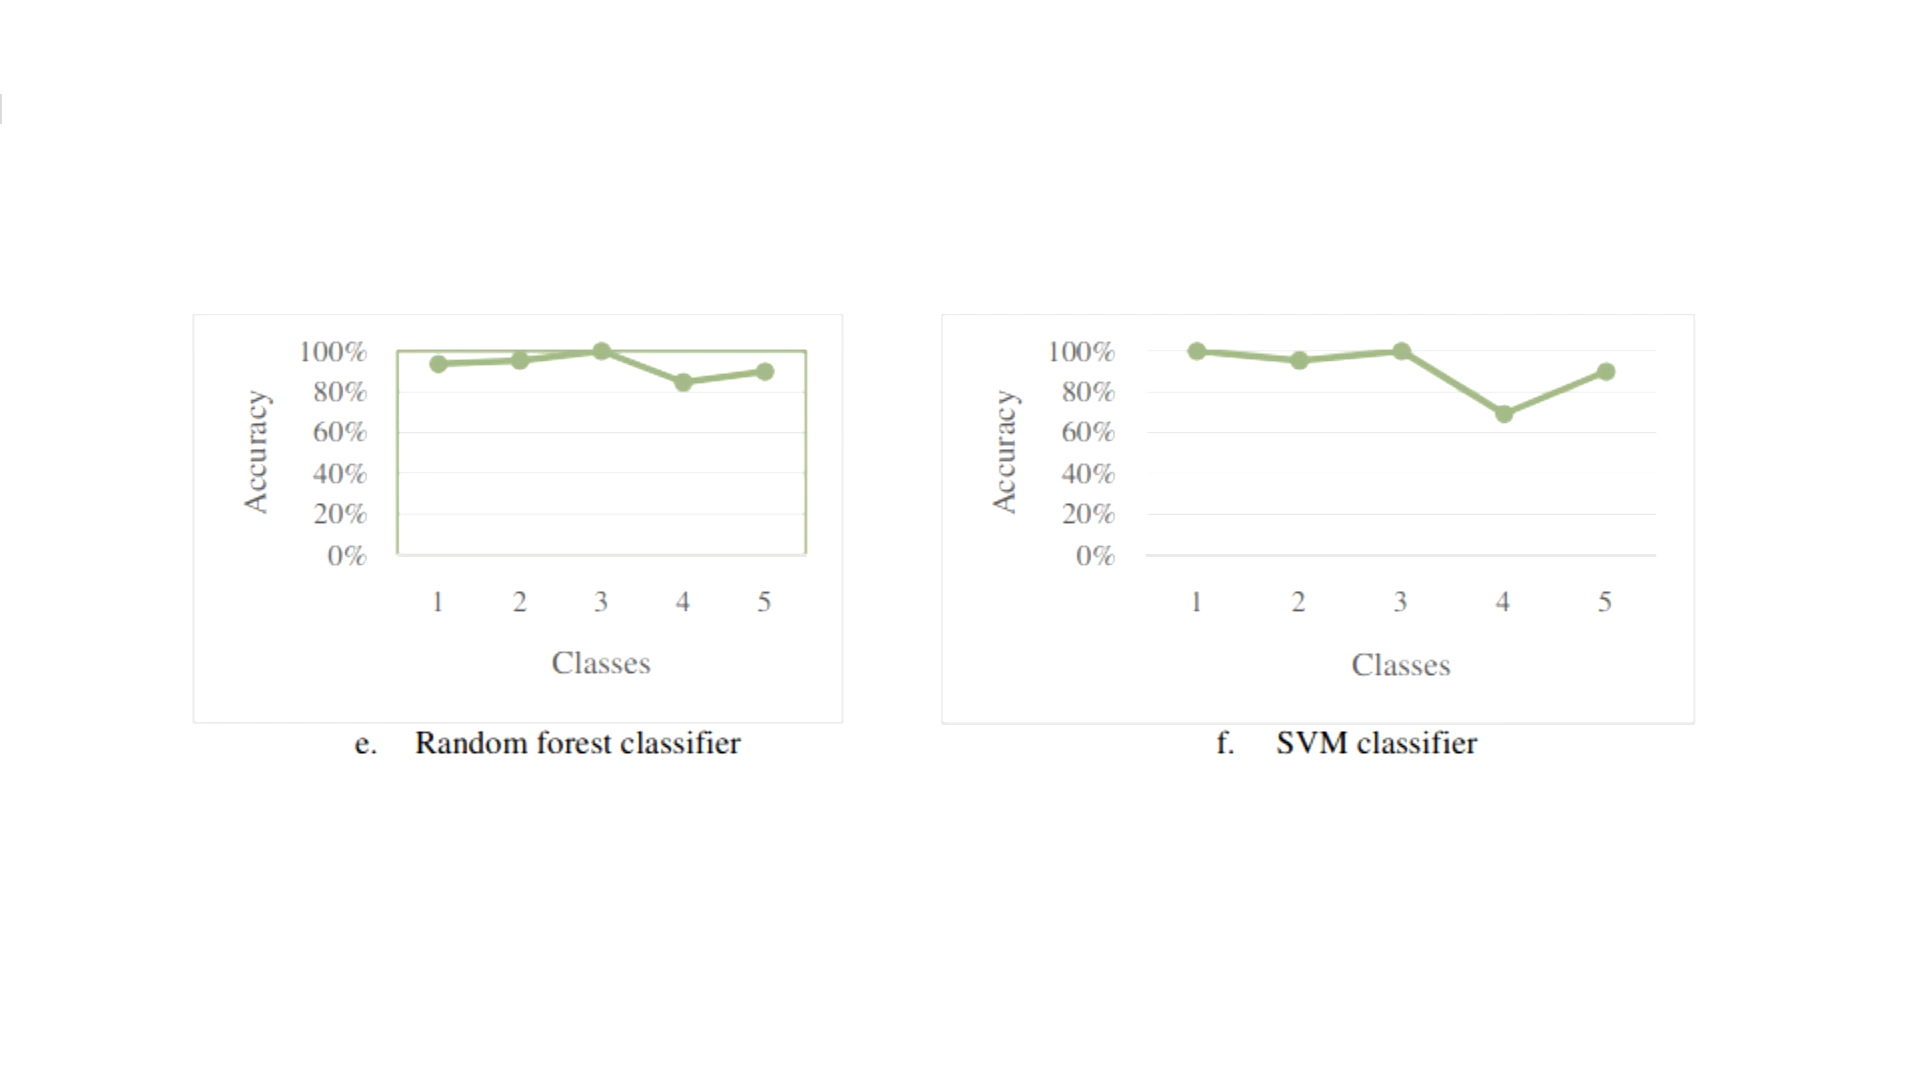 100%
80%
60%
40%
20%
0%
Accuracy
1 2 3 4 5
Classes
e. Random forest classifier
100%
80%
60%
40%
20%
0%
Accuracy
1 2 3 4 5
Classes
f. SVM classifier